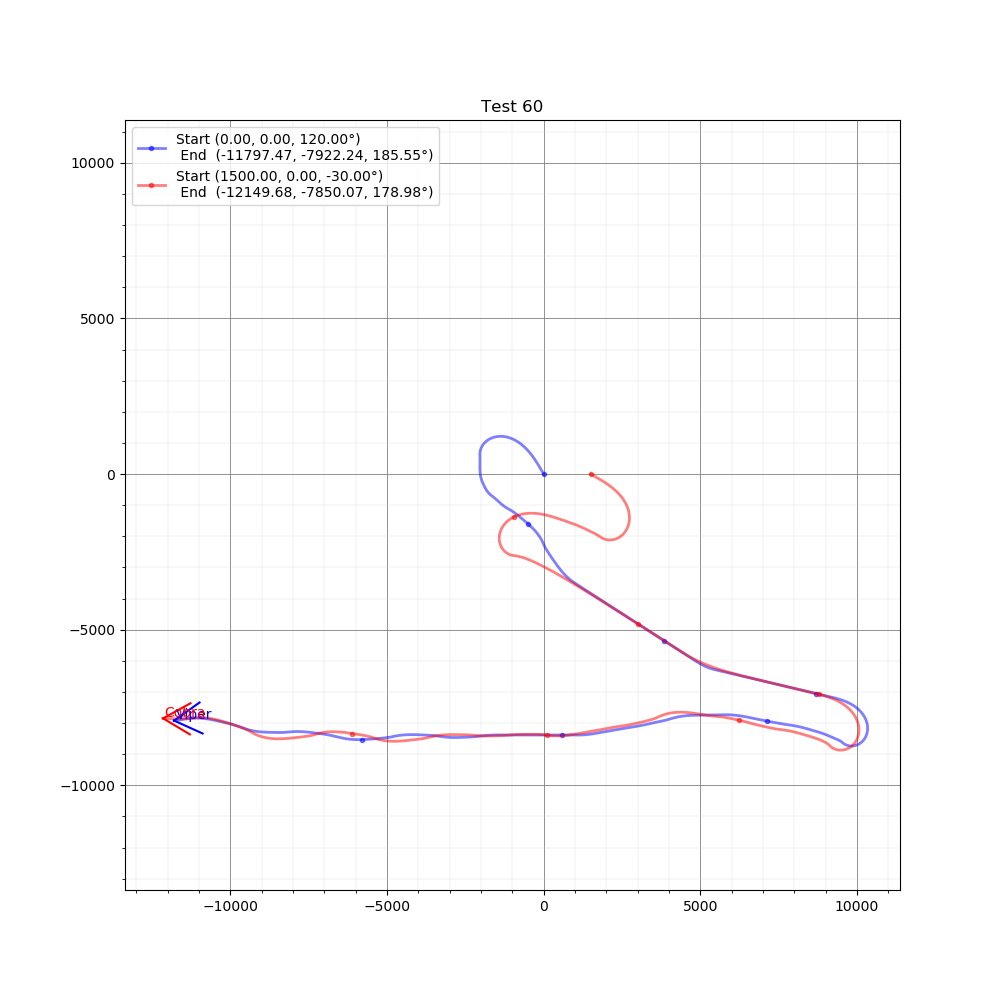 Test 60
Start (0.00, 0.00, 120.00°)
End (-11797.47, -7922.24, 185.55°)
Start (1500.00, 0.00, -30.00°)
End (-12149.68, -7850.07, 178.98°)
10000
5000
0
−5000
−10000
Cobra
Viper
−10000
−5000
0
5000
10000